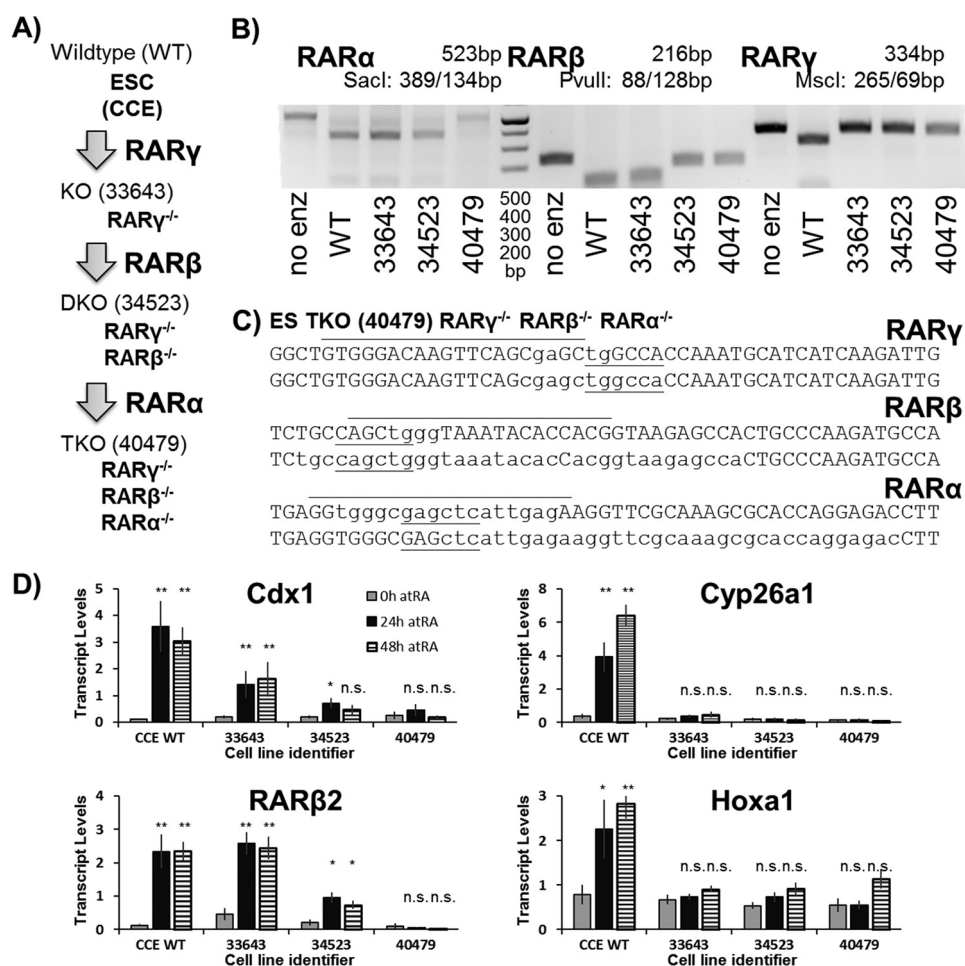 A)
Wildtype (WT)
ESC
(CCE)
RARγ
KO (33643)
RARγ-/-
RARβ
DKO (34523)
RARγ-/-
RARβ-/-
RARα
TKO (40479)
RARγ-/-
RARβ-/-
RARα-/-
B)
RARα 523bp
SacI: 389/134bp
RARβ 216bp
PvuII: 88/128bp
RARγ 334bp
MscI: 265/69bp
no enz
WT
33643
34523
40479
500
400
300
200
bp
no enz
WT
33643
34523
40479
no enz
WT
33643
34523
40479
C) ES TKO (40479) RARγ-/- RARβ-/- RARα-/-
RARγ
GGCTGTGGGACAAGTTCAGCgaGCtgGCCACCAAATGCATCATCAAGATTG
GGCTGTGGGACAAGTTCAGCgagctggccaCCAAATGCATCATCAAGATTG
RARβ
TCTGCCAGCtgggTAAATACACCACGGTAAGAGCCACTGCCCAAGATGCCA
TCtgccagctgggtaaatacacCacggtaagagccaCTGCCCAAGATGCCA
RARα
TGAGGtgggcgagctcattgagAAGGTTCGCAAAGCGCACCAGGAGACCTT
TGAGGTGGGCGAGctcattgagaaggttcgcaaagcgcaccaggagacCTT
D)
Cdx1
Transcript Levels
5
4
3
2
1
0
** **
** **
* n.s.
n.s. n.s.
0h atRA
24h atRA
48h atRA
CCE WT 33643 34523 40479
Cell line identifier
Cyp26a1
Transcript Levels
8
6
4
2
0
** **
n.s. n.s.
n.s. n.s.
n.s. n.s.
CCE WT 33643 34523 40479
Cell line identifier
RARβ2
Transcript Levels
4
3
2
1
0
** **
** **
* *
n.s. n.s.
CCE WT 33643 34523 40479
Cell line identifier
Hoxa1
Transcript Levels
3
2
1
0
* **
n.s. n.s.
n.s. n.s.
n.s. n.s.
CCE WT 33643 34523 40479
Cell line identifier